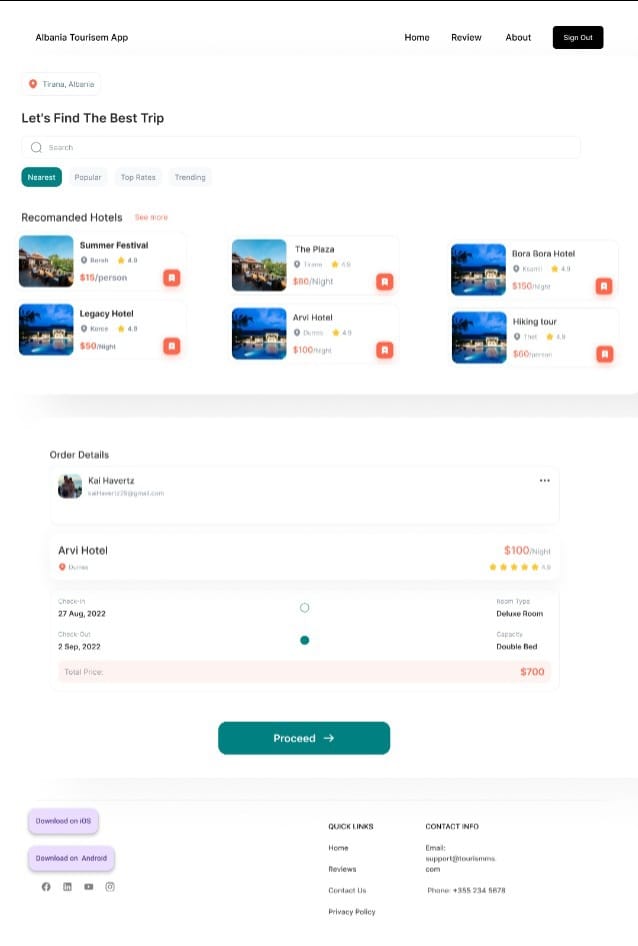 Albania Tourisem App
Home Review About Sign Out
Tirana, Albania
Let's Find The Best Trip
Search
Nearest Popular Top Rates Trending
Recomanded Hotels See more
Summer Festival
Borsh 4.9
$15/person
The Plaza
Tirane 4.9
$80/Night
Bora Bora Hotel
Ksamil 4.9
$150/Night
Legacy Hotel
Korce 4.9
$50/Night
Arvi Hotel
Durres 4.9
$100/Night
Hiking tour
Thet 4.9
$60/person
Order Details
Kai Havertz
kaiHavertz29@gmail.com
Arvi Hotel $100/Night
Durres 4.9
Check-In Room Type
27 Aug, 2022 Deluxe Room
Check-Out Capacity
2 Sep, 2022 Double Bed
Total Price: $700
Proceed →
Download on iOS
Download on Android
QUICK LINKS
Home
Reviews
Contact Us
Privacy Policy
CONTACT INFO
Email:
support@tourismms.
com
Phone: +355 234 5678